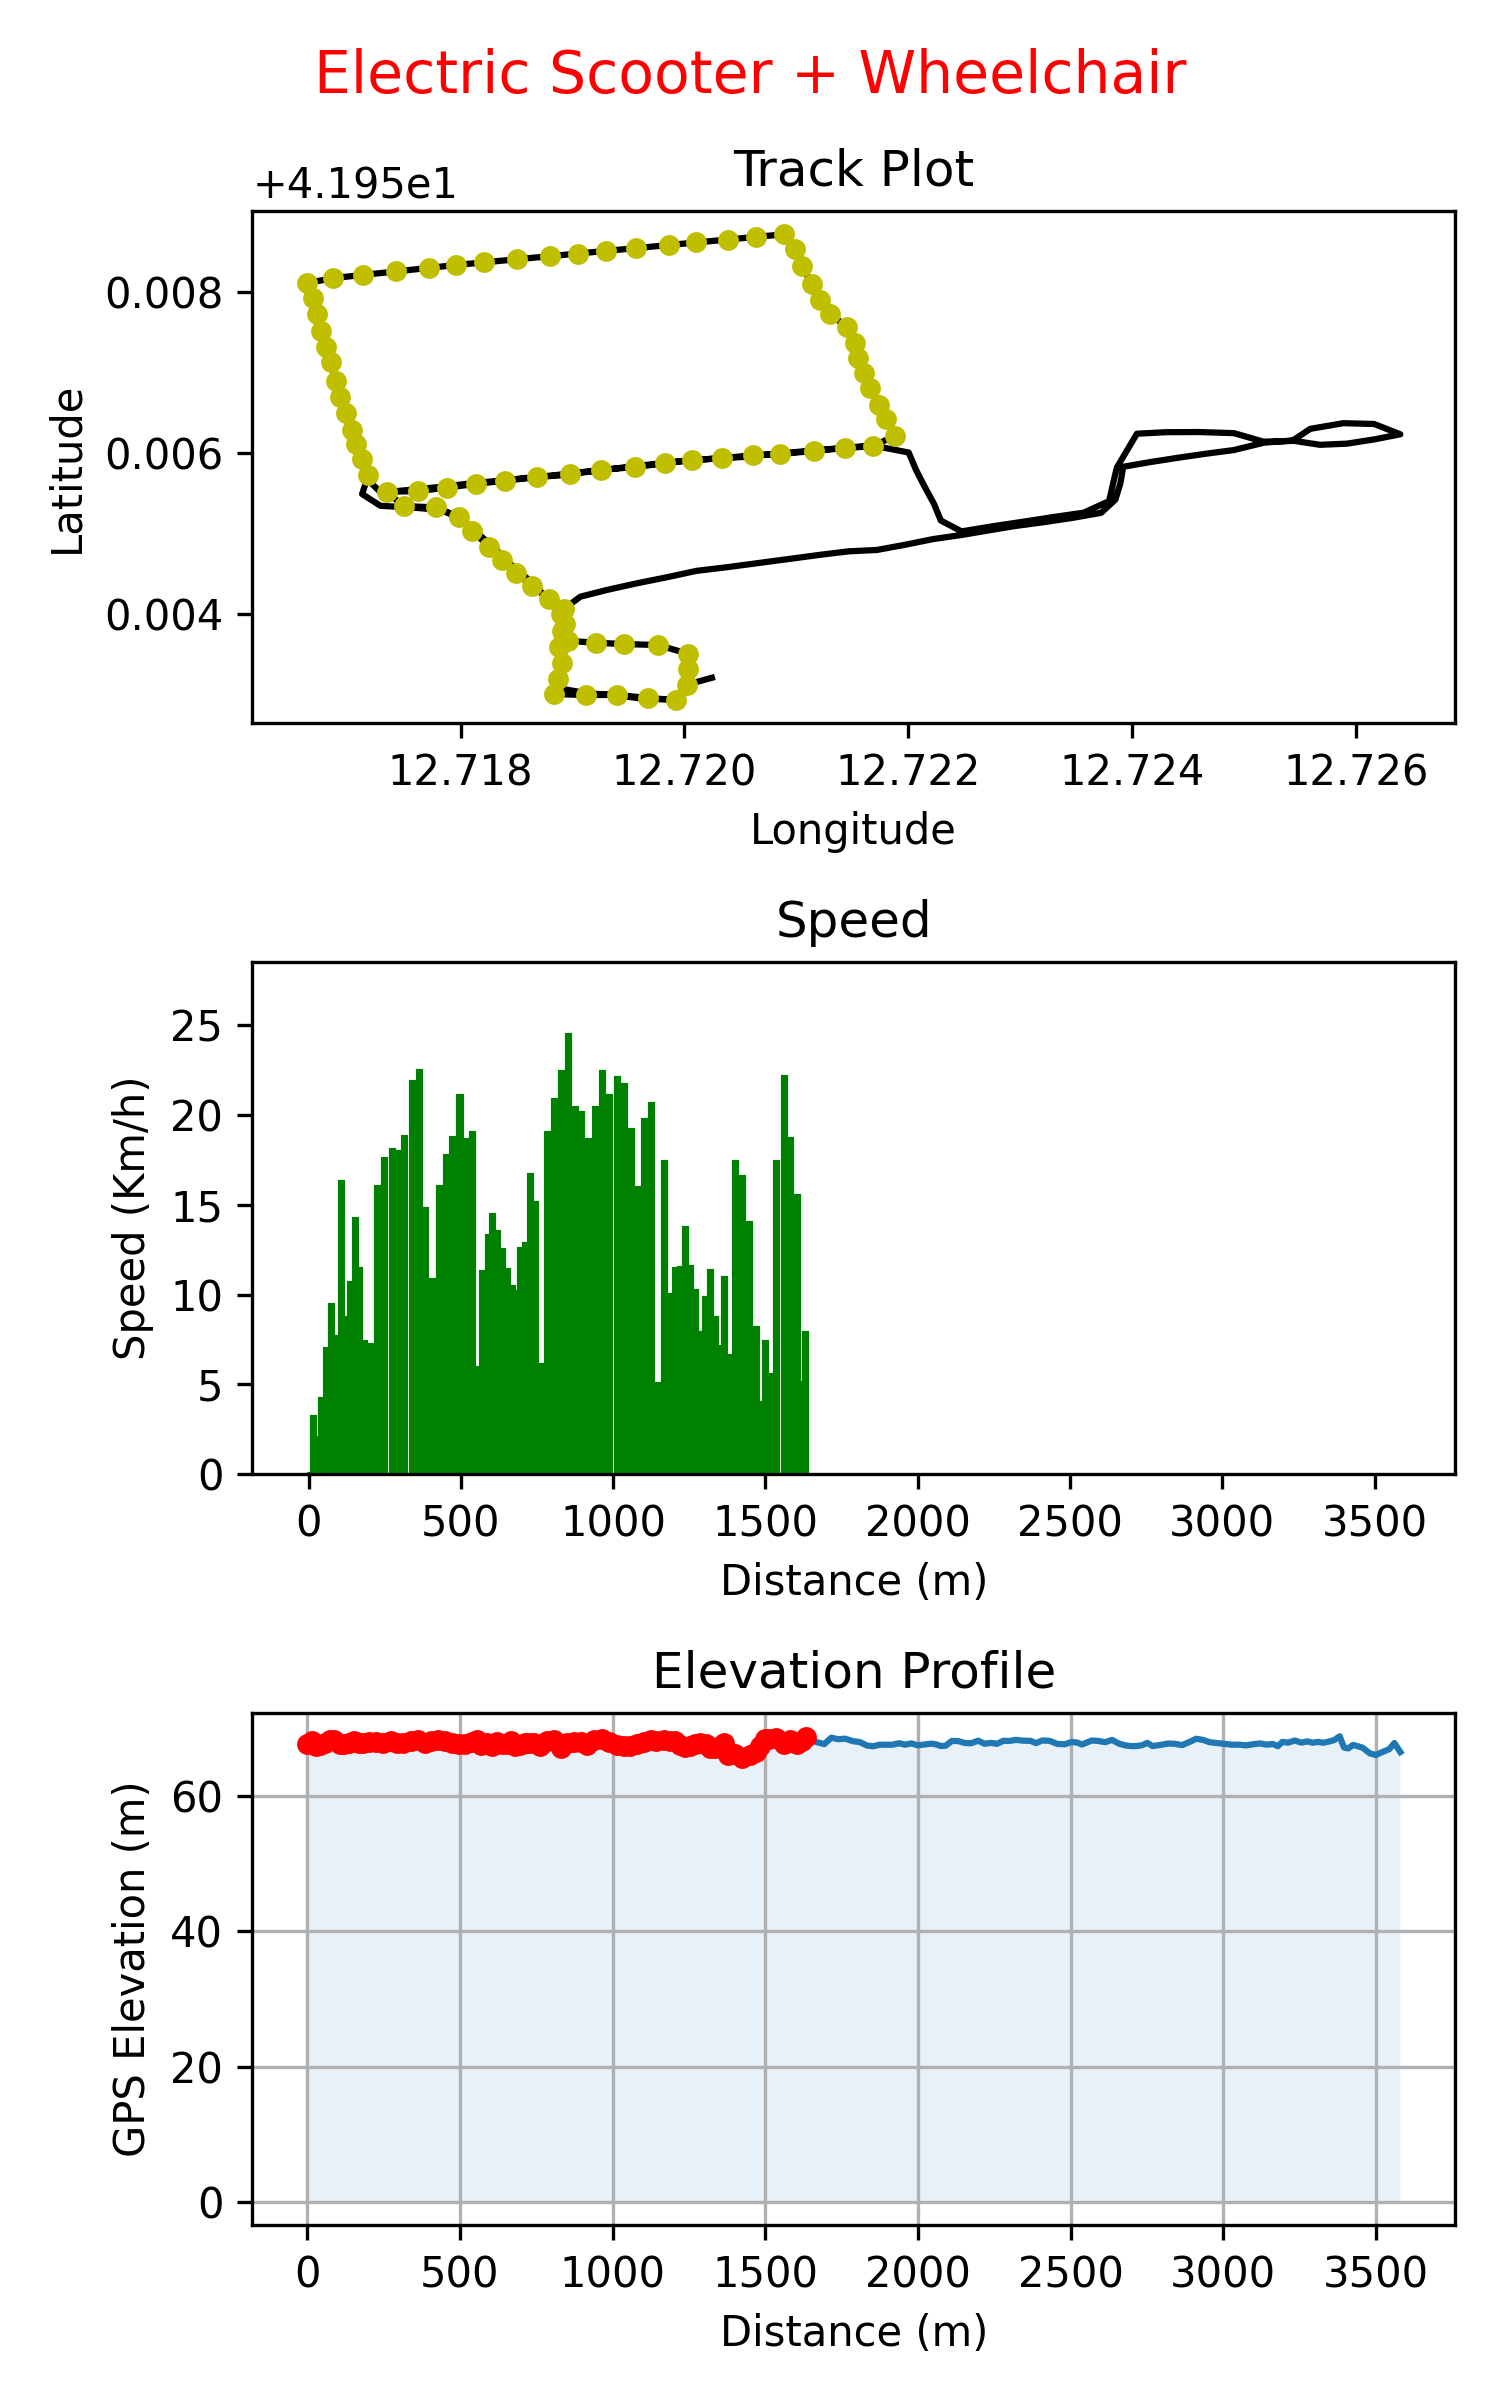 Electric Scooter + Wheelchair
Track Plot
+4.195e1
0.008
0.006
0.004
Latitude
12.718 12.720 12.722 12.724 12.726
Longitude
Speed
25
20
15
10
5
0
Speed (Km/h)
0 500 1000 1500 2000 2500 3000 3500
Distance (m)
Elevation Profile
60
40
20
0
GPS Elevation (m)
0 500 1000 1500 2000 2500 3000 3500
Distance (m)